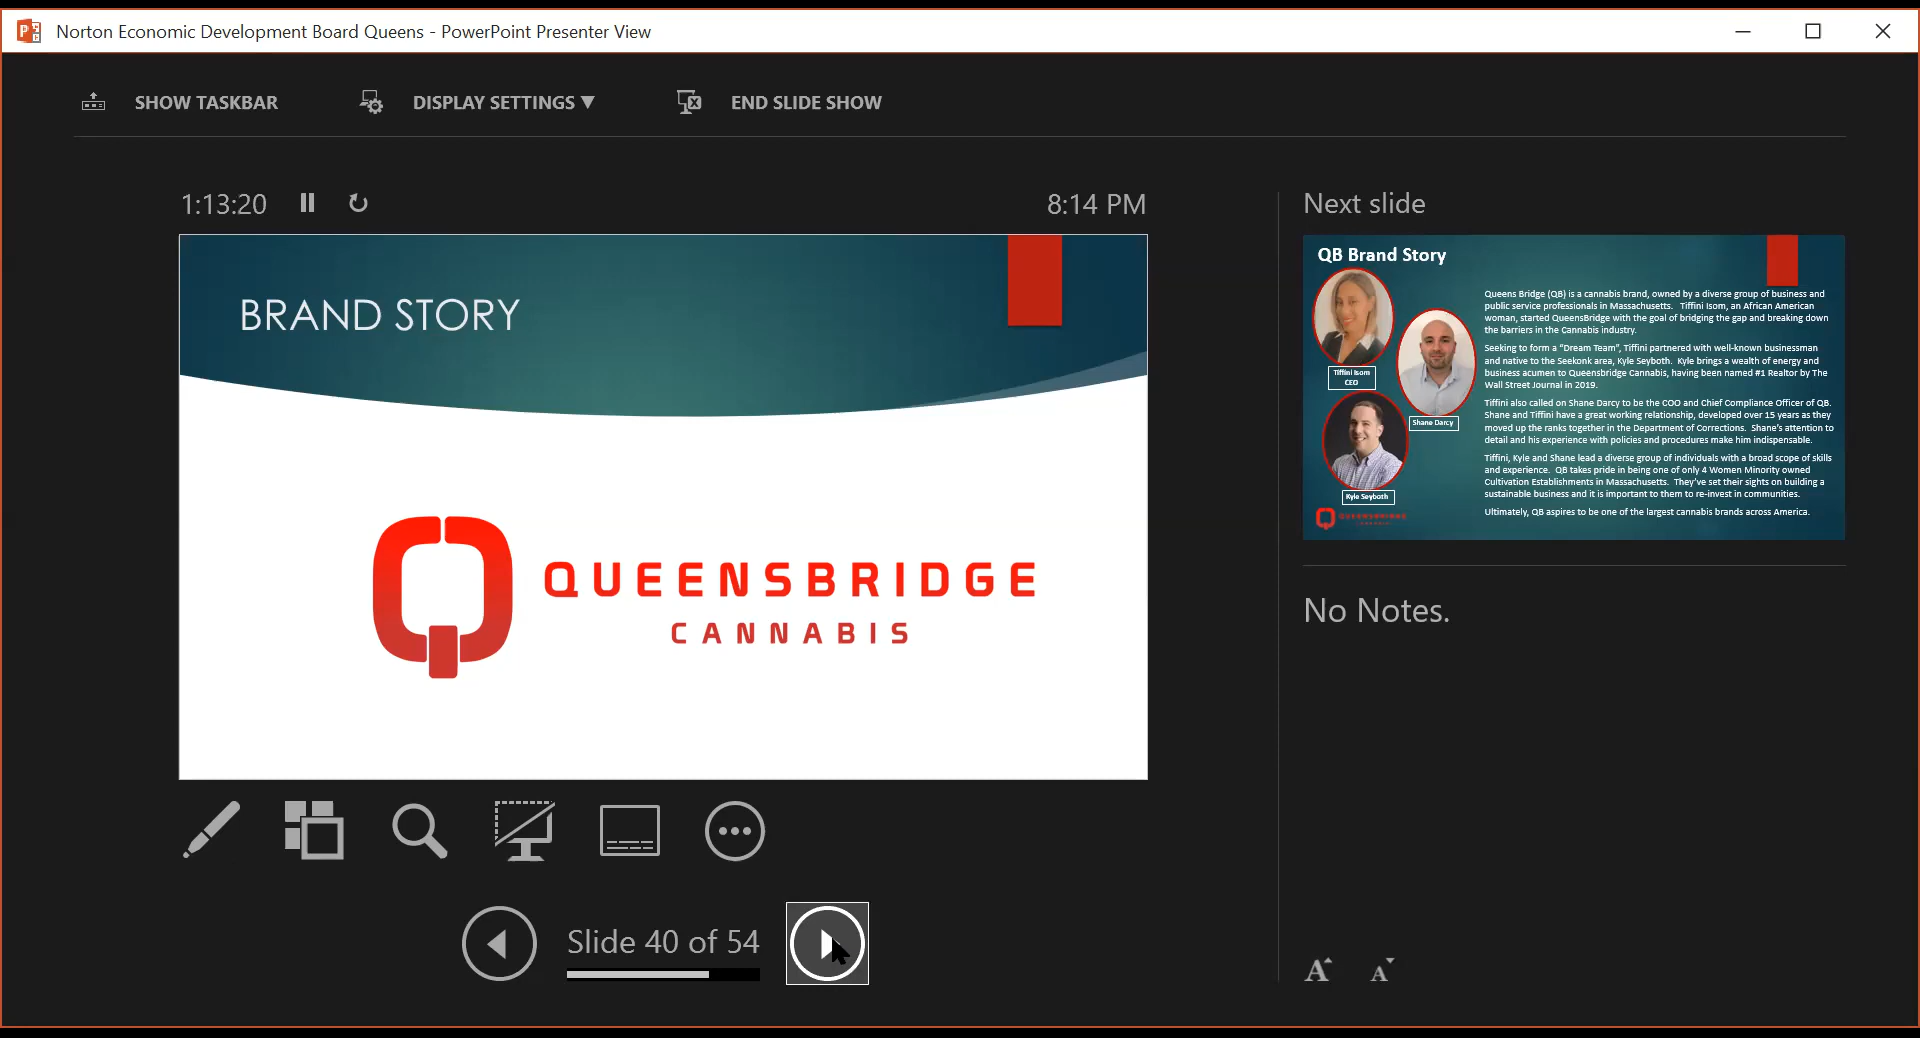 Norton Economic Development Board Queens - PowerPoint Presenter View
SHOW TASKBAR
DISPLAY SETTINGS ▼
END SLIDE SHOW
1:13:20
8:14 PM
BRAND STORY
QUEENSBRIDGE
CANNABIS
Slide 40 of 54
Next slide
QB Brand Story
Tiffini Isom
CEO
Shane Darcy
Kyle Seyboth
QUEENSBRIDGE
CANNABIS
Queens Bridge (QB) is a cannabis brand, owned by a diverse group of business and
public service professionals in Massachusetts. Tiffini Isom, an African American
woman, started QueensBridge with the goal of bridging the gap and breaking down
the barriers in the Cannabis industry.
Seeking to form a “Dream Team”, Tiffini partnered with well-known businessman
and native to the Seekonk area, Kyle Seyboth. Kyle brings a wealth of energy and
business acumen to Queensbridge Cannabis, having been named #1 Realtor by The
Wall Street Journal in 2019.
Tiffini also called on Shane Darcy to be the COO and Chief Compliance Officer of QB.
Shane and Tiffini have a great working relationship, developed over 15 years as they
moved up the ranks together in the Department of Corrections. Shane’s attention to
detail and his experience with policies and procedures make him indispensable.
Tiffini, Kyle and Shane lead a diverse group of individuals with a broad scope of skills
and experience. QB takes pride in being one of only 4 Women Minority owned
Cultivation Establishments in Massachusetts. They’ve set their sights on building a
sustainable business and it is important to them to re-invest in communities.
Ultimately, QB aspires to be one of the largest cannabis brands across America.
No Notes.
A A